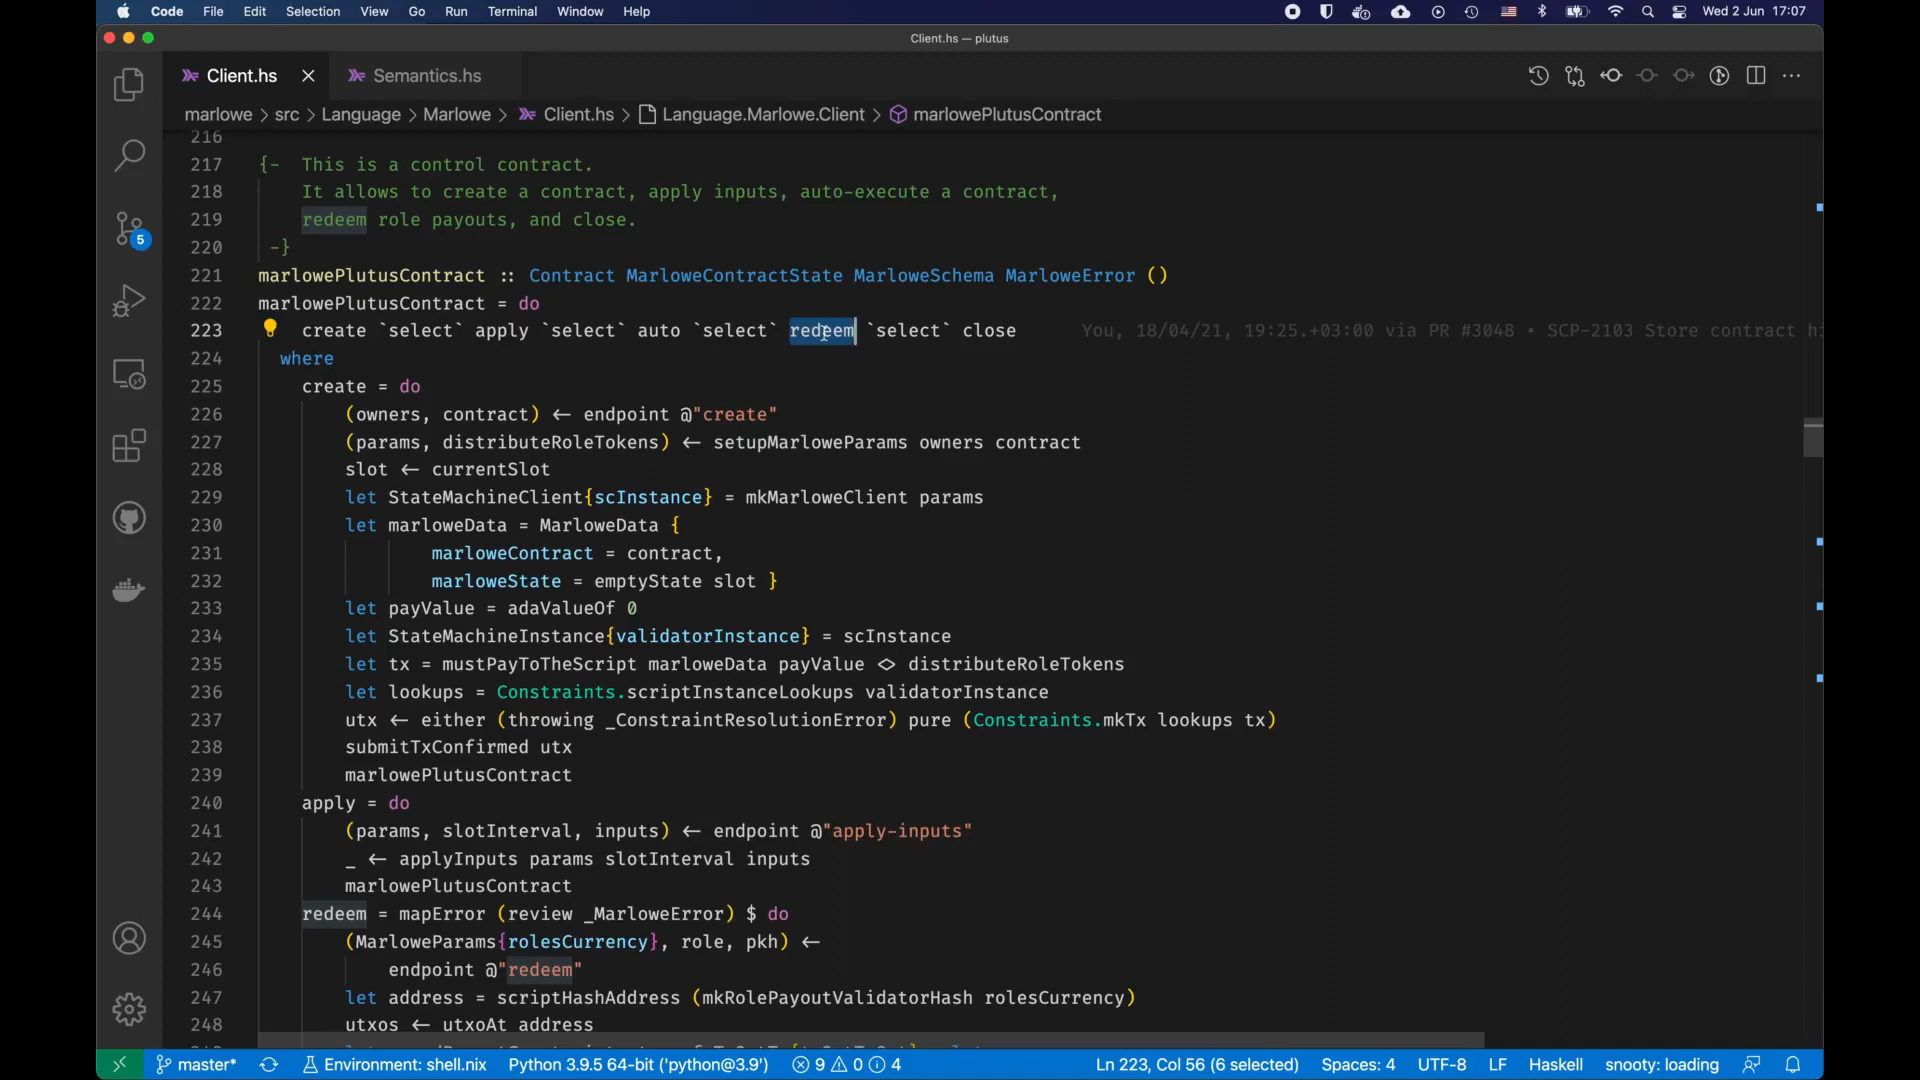 Code File Edit Selection View Go Run Terminal Window Help Wed 2 Jun 17:07
Client.hs — plutus
Client.hs Semantics.hs
marlowe > src > Language > Marlowe > Client.hs > Language.Marlowe.Client > marlowePlutusContract
216
217 {- This is a control contract.
218 It allows to create a contract, apply inputs, auto-execute a contract,
219 redeem role payouts, and close.
220 -}
221 marlowePlutusContract :: Contract MarloweContractState MarloweSchema MarloweError ()
222 marlowePlutusContract = do
223 create `select` apply `select` auto `select` redeem `select` close You, 18/04/21, 19:25.+03:00 via PR #3048 • SCP-2103 Store contract hi
224 where
225 create = do
226 (owners, contract) <- endpoint @"create"
227 (params, distributeRoleTokens) <- setupMarloweParams owners contract
228 slot <- currentSlot
229 let StateMachineClient{scInstance} = mkMarloweClient params
230 let marloweData = MarloweData {
231 marloweContract = contract,
232 marloweState = emptyState slot }
233 let payValue = adaValueOf 0
234 let StateMachineInstance{validatorInstance} = scInstance
235 let tx = mustPayToTheScript marloweData payValue <> distributeRoleTokens
236 let lookups = Constraints.scriptInstanceLookups validatorInstance
237 utx <- either (throwing _ConstraintResolutionError) pure (Constraints.mkTx lookups tx)
238 submitTxConfirmed utx
239 marlowePlutusContract
240 apply = do
241 (params, slotInterval, inputs) <- endpoint @"apply-inputs"
242 _ <- applyInputs params slotInterval inputs
243 marlowePlutusContract
244 redeem = mapError (review _MarloweError) $ do
245 (MarloweParams{rolesCurrency}, role, pkh) <-
246 endpoint @"redeem"
247 let address = scriptHashAddress (mkRolePayoutValidatorHash rolesCurrency)
248 utxos <- utxoAt address
5
master* Environment: shell.nix Python 3.9.5 64-bit ('python@3.9') 9 0 4 Ln 223, Col 56 (6 selected) Spaces: 4 UTF-8 LF Haskell snooty: loading